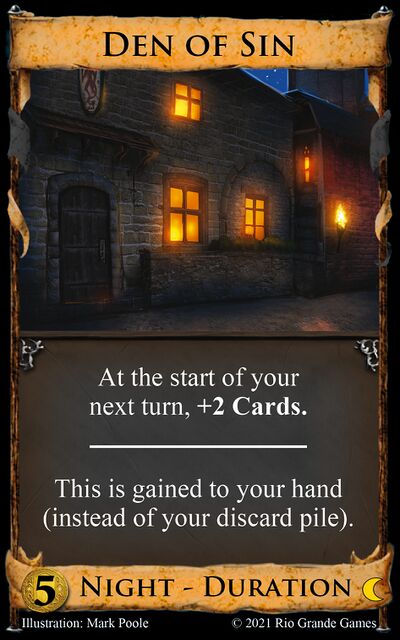 Den of Sin
At the start of your
next turn, +2 Cards.
This is gained to your hand
(instead of your discard pile).
5 Night - Duration
Illustration: Mark Poole © 2021 Rio Grande Games